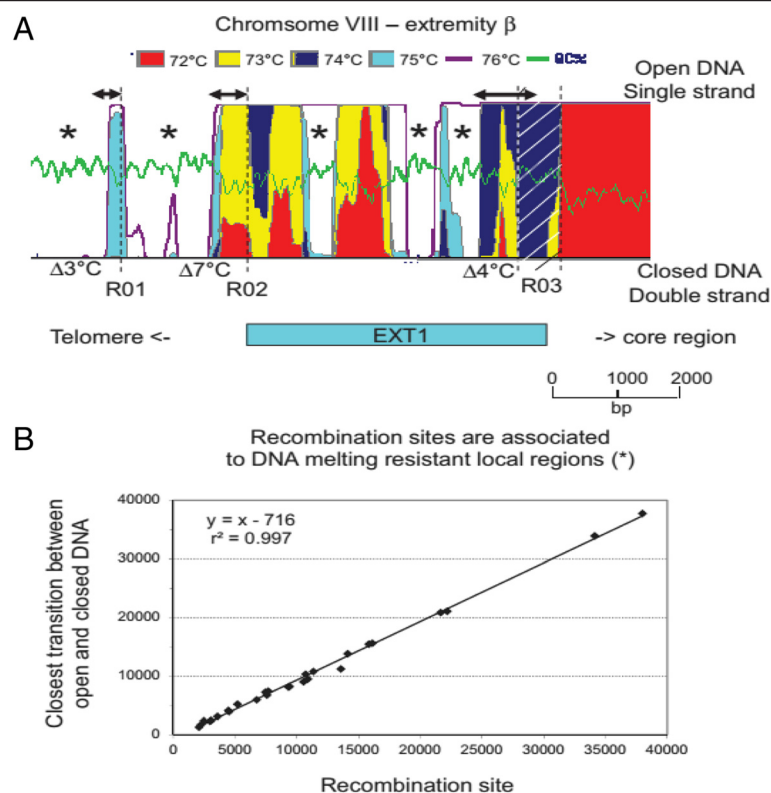 A
Chromsome VIII – extremity β
72°C 73°C 74°C 75°C 76°C GC%
Open DNA
Single strand
* * * * *
Δ3°C Δ7°C Δ4°C
R01 R02 R03
Closed DNA
Double strand
Telomere <- EXT1 -> core region
0 1000 2000
bp
B
Recombination sites are associated
to DNA melting resistant local regions (*)
y = x - 716
r² = 0.997
40000
30000
20000
10000
0
Closest transition between
open and closed DNA
0 5000 10000 15000 20000 25000 30000 35000 40000
Recombination site